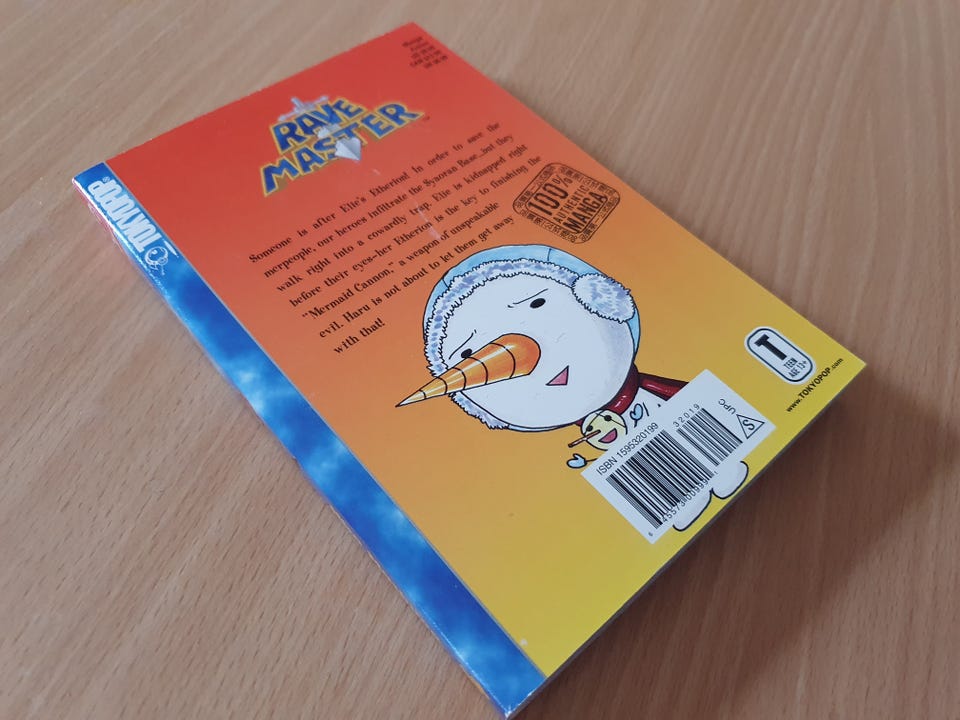 TOKYOPOP
Manga
RAVE
MASTER
Someone is after Elie's Etherion! In order to save the
merpeople, our heroes infiltrate the Symoran Base...but they
walk right into a cowardly trap. Elie is kidnapped right
before their eyes-her Etherion is the key to finishing the
"Mermaid Cannon," a weapon of unspeakable
evil. Haru is not about to let them get away
with that!
100%
AUTHENTIC
MANGA
T
TEEN
AGE 13+
www.TOKYOPOP.com
ISBN 1595320199
32019
UPC
S